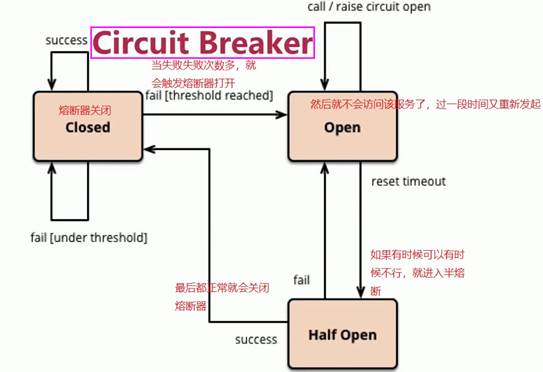 call / raise circuit open
success
Circuit Breaker
当失败失败次数多，就
会触发熔断器打开
fail [threshold reached]
熔断器关闭
Closed
然后就不会访问该服务了，过一段时间又重新发起
Open
reset timeout
fail [under threshold]
如果有时候可以有时
候不行，就进入半熔
断
fail
最后都正常就会关闭
熔断器
success
Half Open